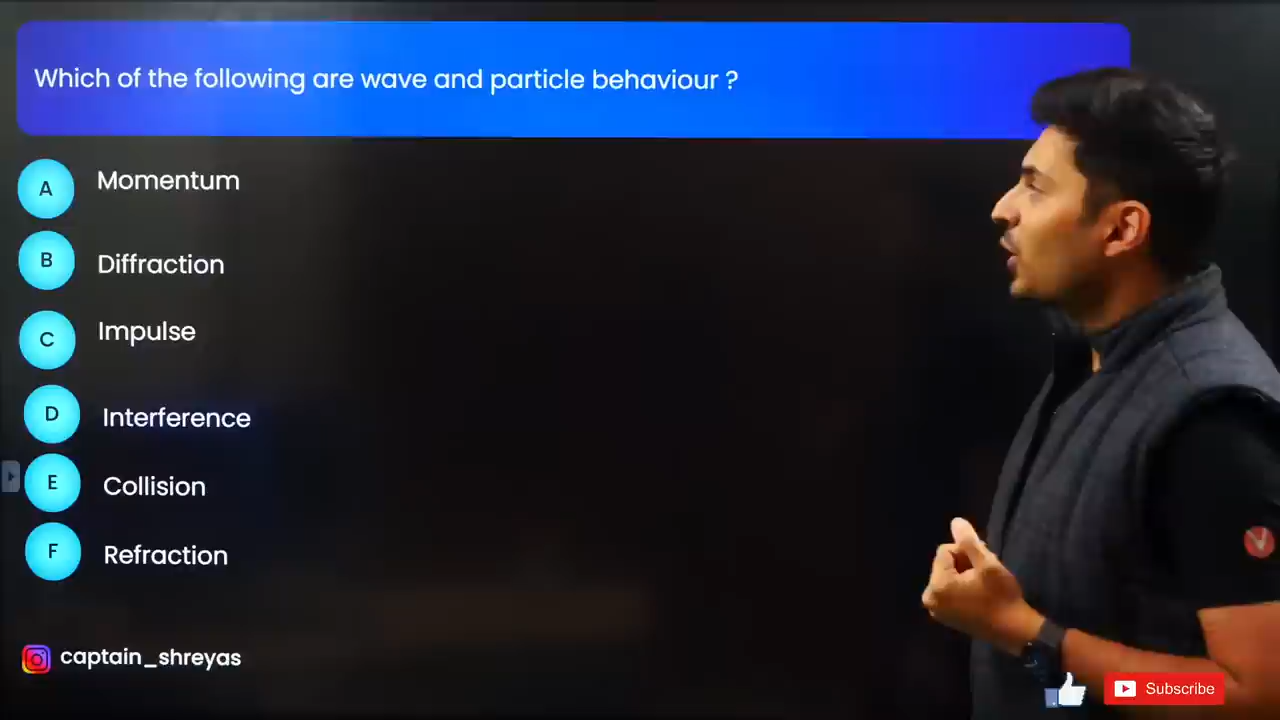 Which of the following are wave and particle behaviour ?
A Momentum
B Diffraction
C Impulse
D Interference
E Collision
F Refraction
captain_shreyas
Subscribe